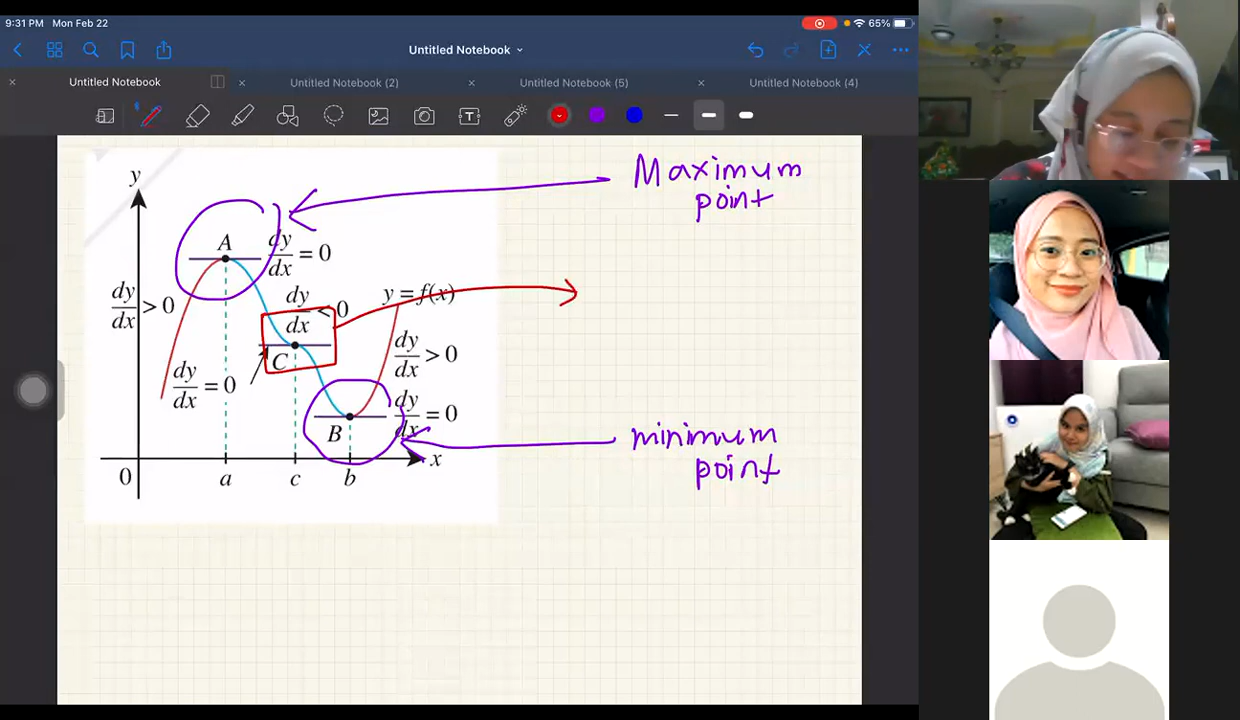 9:31 PM Mon Feb 22
65%
Untitled Notebook
Untitled Notebook
Untitled Notebook (2)
Untitled Notebook (5)
Untitled Notebook (4)
T
Maximum
point
y
A
dy/dx = 0
dy/dx > 0
dy/dx < 0
y = f(x)
C
dy/dx > 0
dy/dx = 0
dy/dx = 0
B
minimum
point
x
0
a
c
b